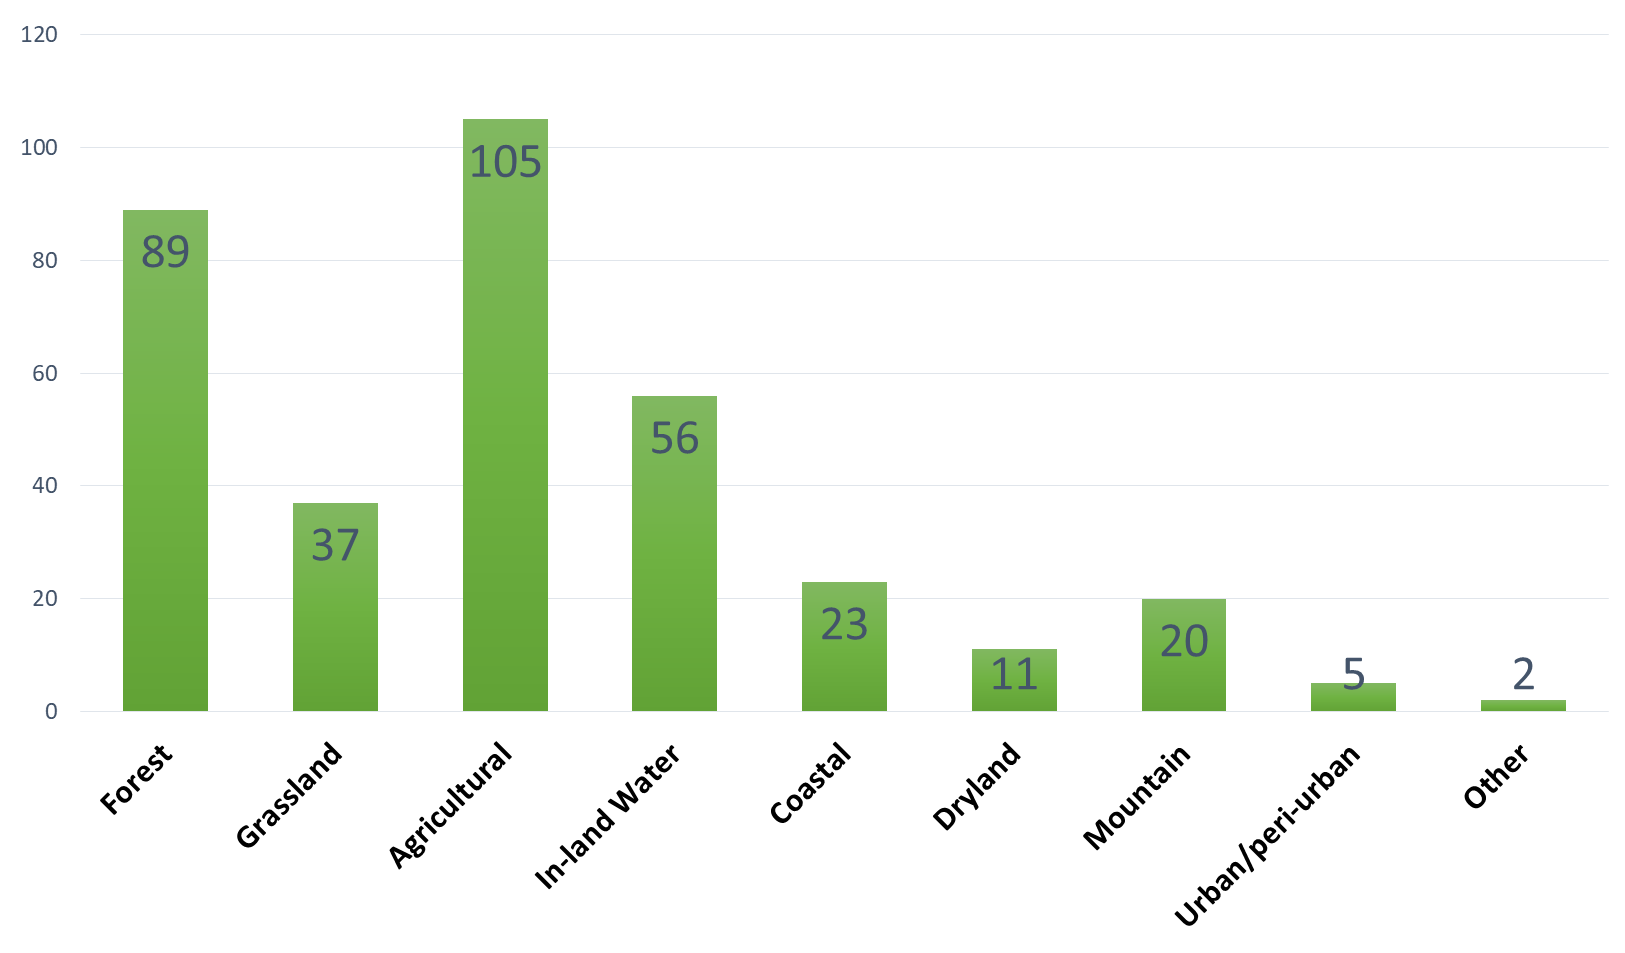 120
100
80
60
40
20
0
89
37
105
56
23
11
20
5
2
Forest
Grassland
Agricultural
In-land Water
Coastal
Dryland
Mountain
Urban/peri-urban
Other